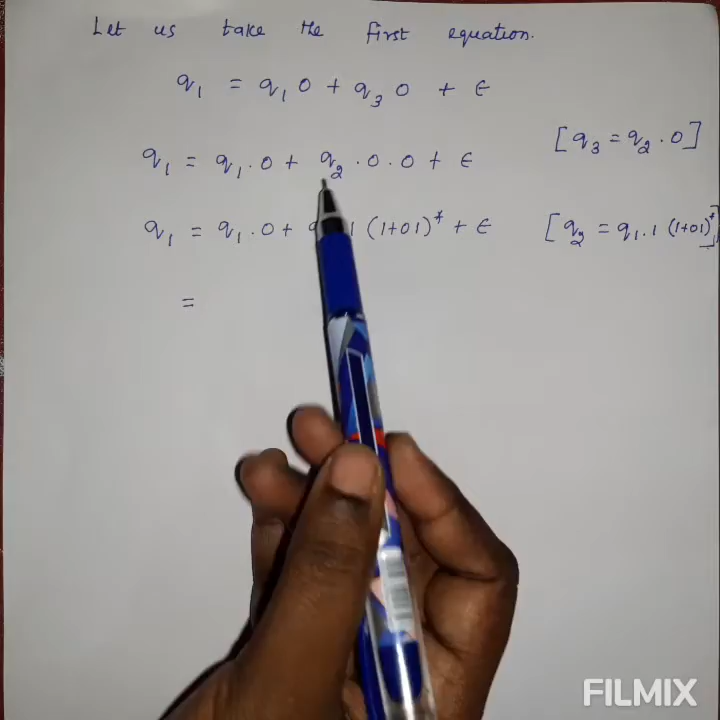 Let us take the first equation.
q₁ = q₁ 0 + q₃ 0 + ε
q₁ = q₁ . 0 + q₂ . 0 . 0 + ε [q₃ = q₂ . 0]
q₁ = q₁ . 0 + 1 (1+01)* + ε [q₂ = q₁ . 1 (1+01)*]
=
FILMIX